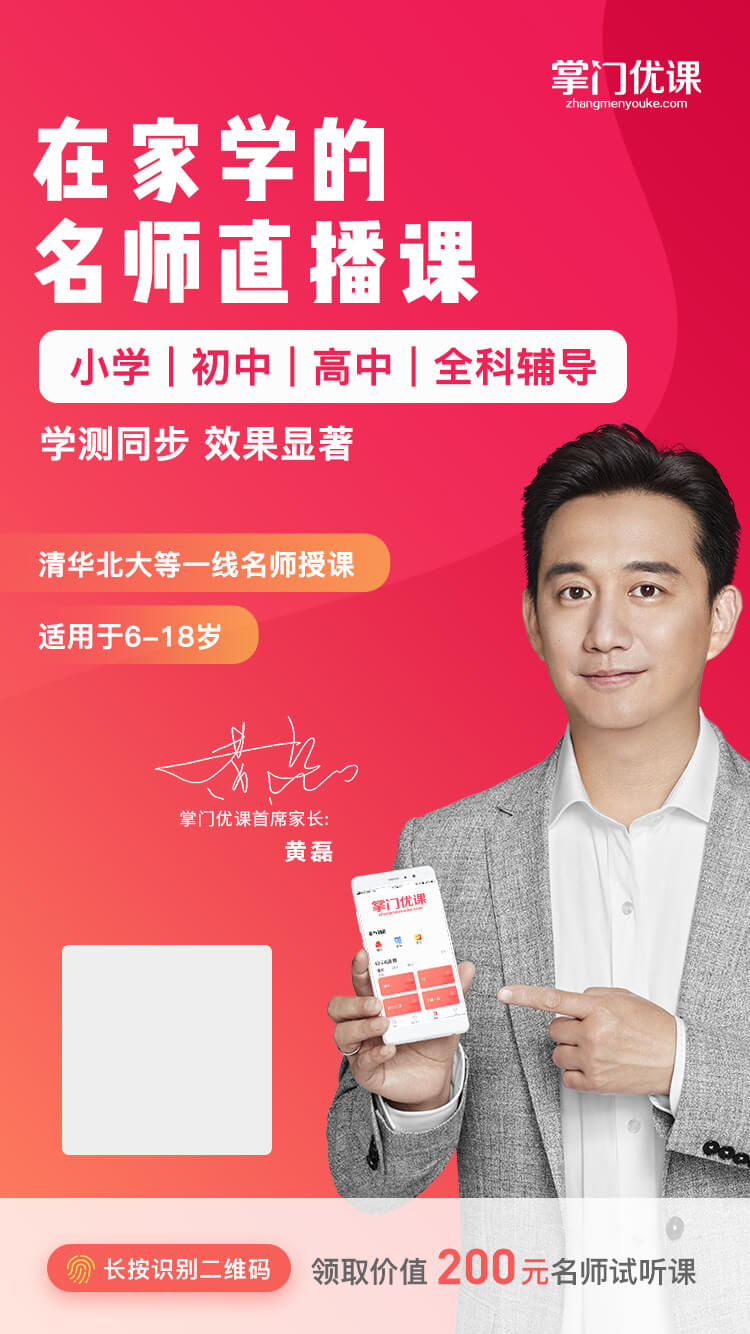 掌门优课
zhangmenyouke.com
在家学的
名师直播课
小学｜初中｜高中｜全科辅导
学测同步 效果显著
清华北大等一线名师授课
适用于6-18岁
黄磊
掌门优课首席家长:
黄磊
掌门优课
zhangmenyouke.com
长按识别二维码
领取价值 200元名师试听课